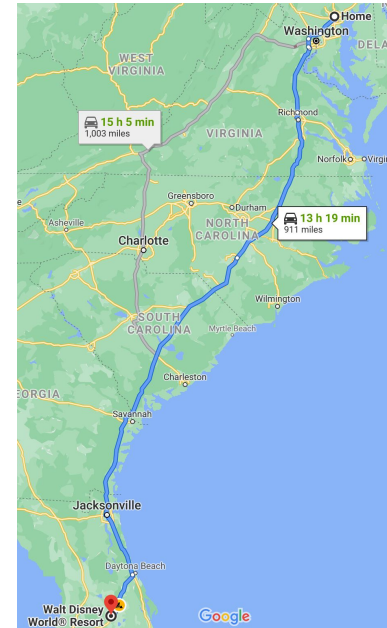 Home
Washington
DELA
WEST
VIRGINIA
15 h 5 min
1,003 miles
Richmond
VIRGINIA
Norfolk
Virgi
Greensboro
Durham
e
Asheville
NORTH
CAROLINA
13 h 19 min
911 miles
Charlotte
Wilmington
SOUTH
CAROLINA
Myrtle Beach
Charleston
EORGIA
Savannah
Jacksonville
Daytona Beach
Walt Disney
World® Resort
Google